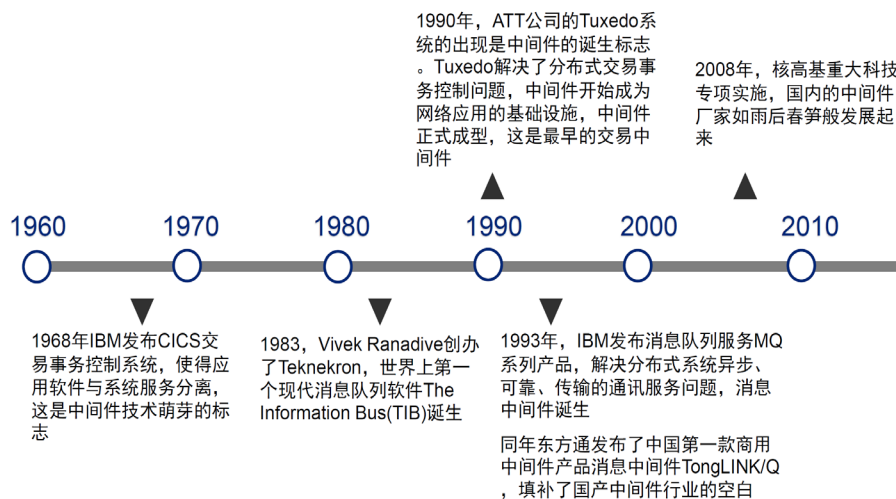 1990年，ATT公司的Tuxedo系
统的出现是中间件的诞生标志
。Tuxedo解决了分布式交易事
务控制问题，中间件开始成为
网络应用的基础设施，中间件
正式成型，这是最早的交易中
间件
2008年，核高基重大科技
专项实施，国内的中间件
厂家如雨后春笋般发展起
来
1960
1970
1980
1990
2000
2010
1968年IBM发布CICS交
易事务控制系统，使得应
用软件与系统服务分离，
这是中间件技术萌芽的标
志
1983，Vivek Ranadive创办
了Teknekron，世界上第一
个现代消息队列软件The
Information Bus(TIB)诞生
1993年，IBM发布消息队列服务MQ
系列产品，解决分布式系统异步、
可靠、传输的通讯服务问题，消息
中间件诞生
同年东方通发布了中国第一款商用
中间件产品消息中间件TongLINK/Q
，填补了国产中间件行业的空白